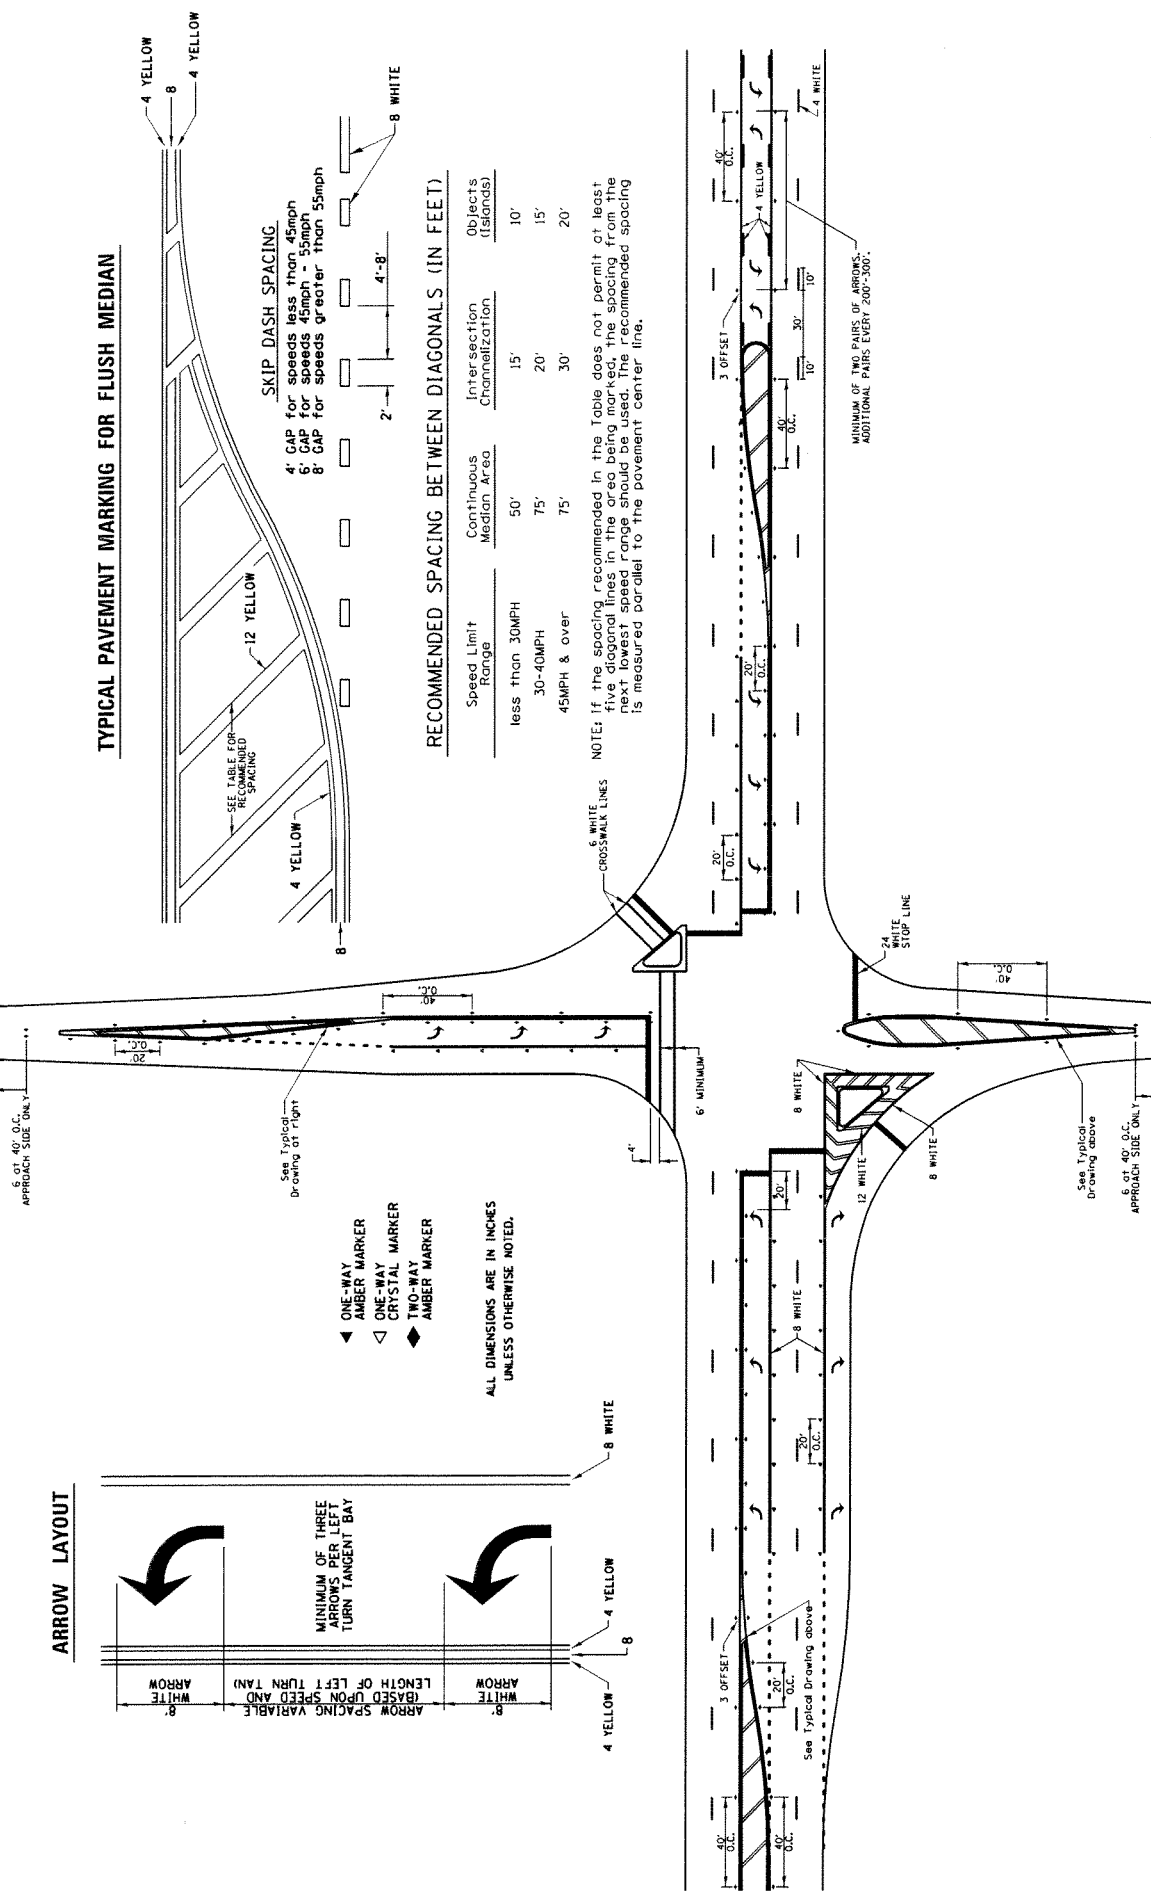 TYPICAL PAVEMENT MARKING FOR FLUSH MEDIAN
4 YELLOW
8
4 YELLOW
12 YELLOW
SEE TABLE FOR
RECOMMENDED
SPACING
4 YELLOW
8
SKIP DASH SPACING
4' GAP for speeds less than 45mph
6' GAP for speeds 45mph - 55mph
8' GAP for speeds greater than 55mph
8 WHITE
2'
4'-8'
RECOMMENDED SPACING BETWEEN DIAGONALS (IN FEET)
Speed Limit Range
Continuous Median Area
Intersection Channelization
Objects (Islands)
less than 30MPH 50' 15' 10'
30-40MPH 75' 20' 15'
45MPH & over 75' 30' 20'
NOTE: If the spacing recommended in the Table does not permit at least
five diagonal lines in the area being marked, the spacing from the
next lowest speed range should be used. The recommended spacing
is measured parallel to the pavement center line.
ARROW LAYOUT
8'
WHITE
ARROW
ARROW SPACING VARIABLE
(BASED UPON SPEED AND
LENGTH OF LEFT TURN TAN)
8'
WHITE
ARROW
MINIMUM OF THREE
ARROWS PER LEFT
TURN TANGENT BAY
4 YELLOW
8
4 YELLOW
8 WHITE
ONE-WAY
AMBER MARKER
ONE-WAY
CRYSTAL MARKER
TWO-WAY
AMBER MARKER
ALL DIMENSIONS ARE IN INCHES
UNLESS OTHERWISE NOTED.
6 at 40' O.C.
APPROACH SIDE ONLY
20'
O.C.
See Typical
Drawing at right
40'
O.C.
4'
6' MINIMUM
6 WHITE
CROSSWALK LINES
20'
O.C.
20'
O.C.
3 OFFSET
40'
O.C.
10'
30'
10'
4 YELLOW
40'
O.C.
4 WHITE
MINIMUM OF TWO PAIRS OF ARROWS.
ADDITIONAL PAIRS EVERY 200'-300'.
24
WHITE
STOP LINE
40'
O.C.
8 WHITE
12 WHITE
8 WHITE
See Typical
Drawing above
6 at 40' O.C.
APPROACH SIDE ONLY
20'
8 WHITE
20'
O.C.
3 OFFSET
20'
O.C.
See Typical Drawing above
40'
O.C.
40'
O.C.